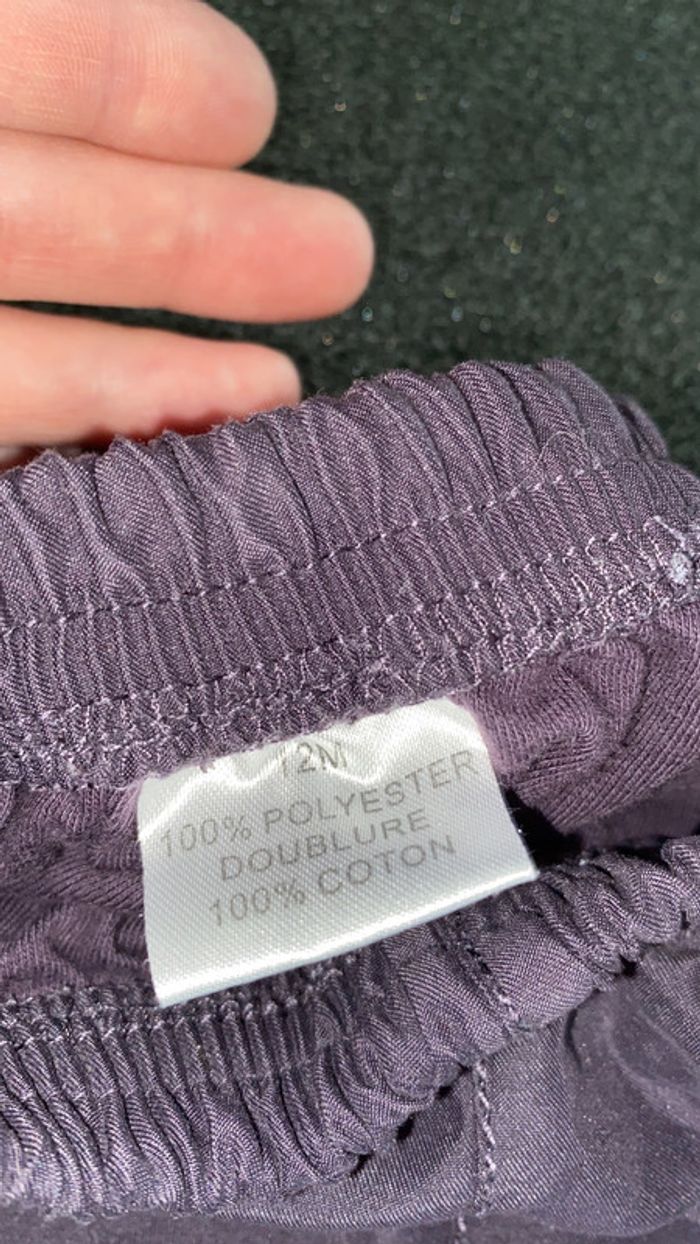 12M
100% POLYESTER
DOUBLURE
100% COTON